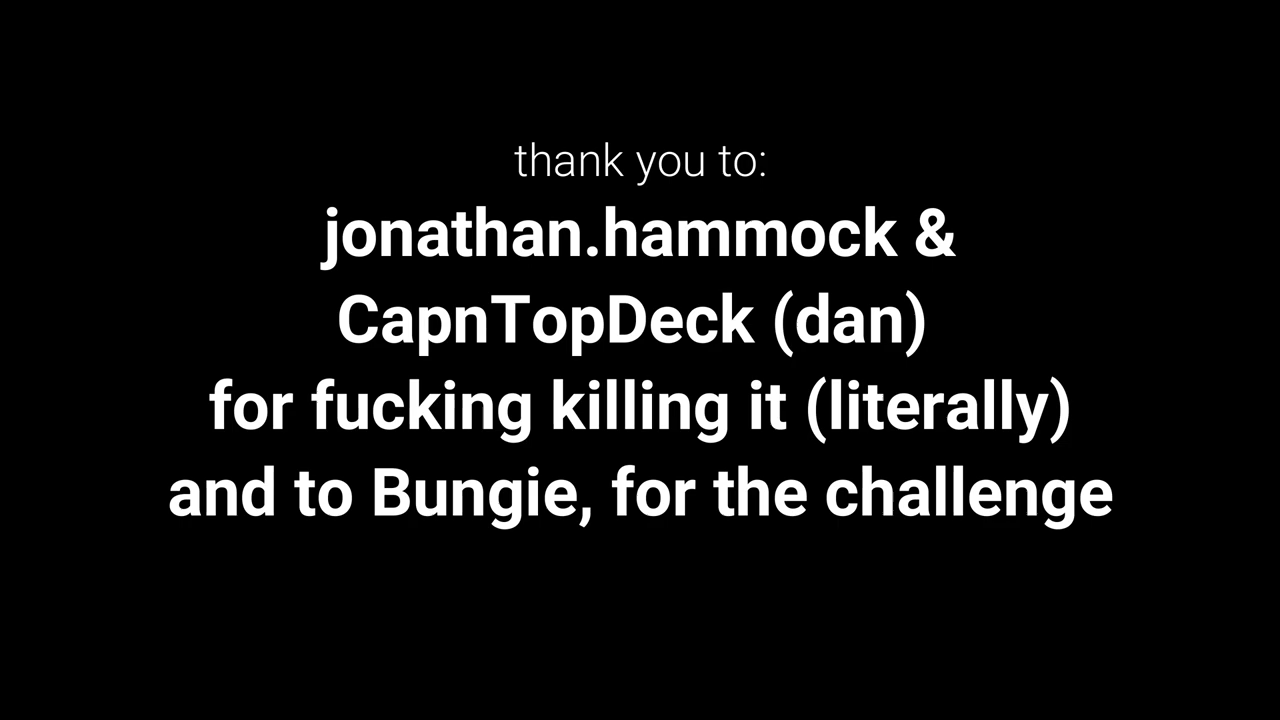 thank you to:
jonathan.hammock &
CapnTopDeck (dan)
for fucking killing it (literally)
and to Bungie, for the challenge